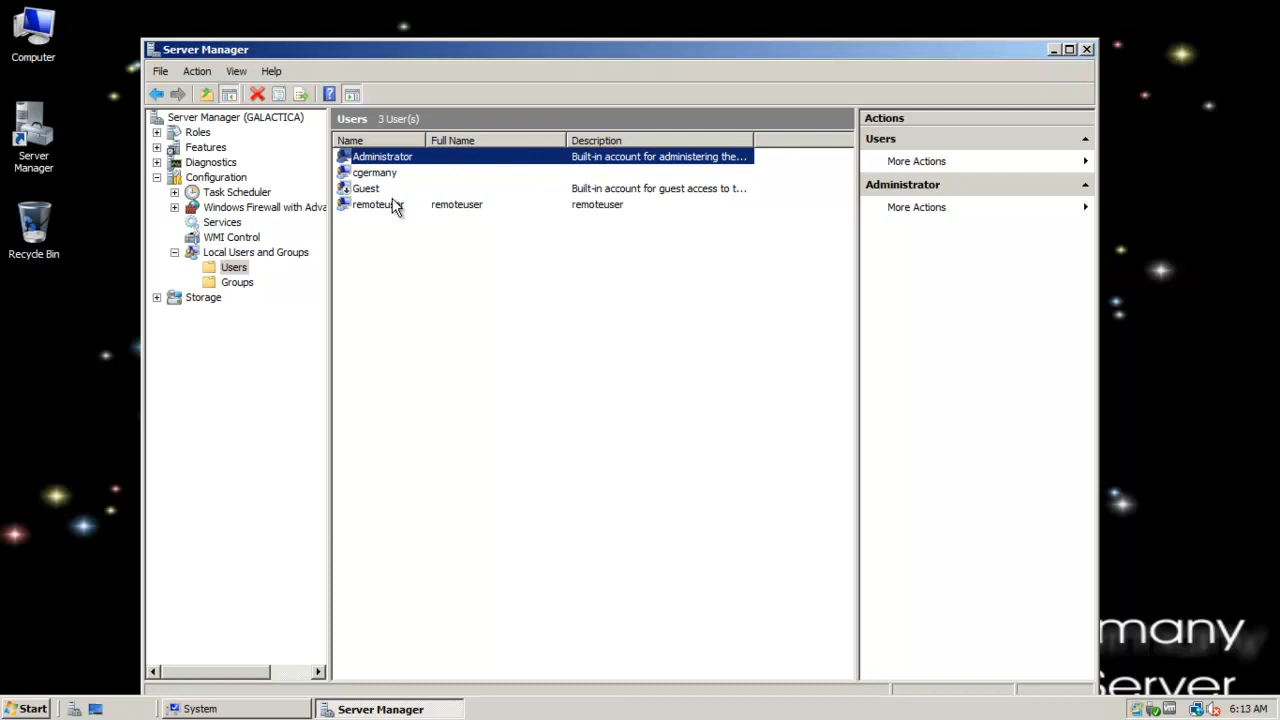 Computer
Server
Manager
Recycle Bin
Server Manager
File Action View Help
Server Manager (GALACTICA)
Roles
Features
Diagnostics
Configuration
Task Scheduler
Windows Firewall with Adva
Services
WMI Control
Local Users and Groups
Users
Groups
Storage
Users 3 User(s)
Name Full Name Description
Administrator Built-in account for administering the...
cgermany
Guest Built-in account for guest access to t...
remoteuser remoteuser remoteuser
Actions
Users
More Actions
Administrator
More Actions
many
Server
Start System Server Manager 6:13 AM